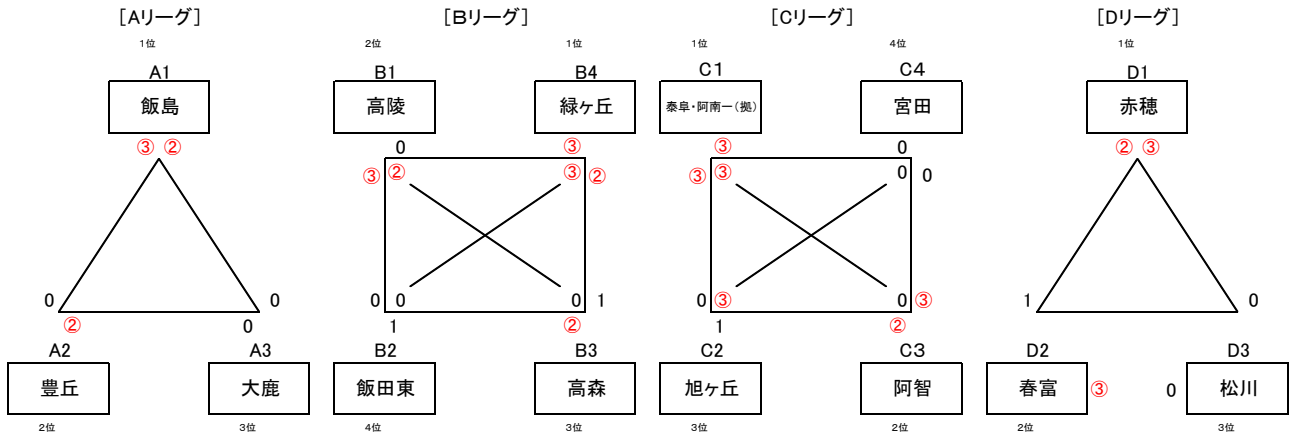 ［Aリーグ］ ［Bリーグ］ ［Cリーグ］ ［Dリーグ］
1位 2位 1位 1位 4位 1位
A1 B1 B4 C1 C4 D1
飯島 高陵 緑ヶ丘 泰阜・阿南一（拠） 宮田 赤穂
③ ② 0 ③ ③ 0 ② ③
③ ② ③ ② ③ ③ 0 0
0 0 0 0 0 1 0 ③ 0 ③ 1 0
② 0 1 ② 1 ②
A2 A3 B2 B3 C2 C3 D2 D3
豊丘 大鹿 飯田東 高森 旭ヶ丘 阿智 春富 ③ 0 松川
2位 3位 4位 3位 3位 2位 2位 3位